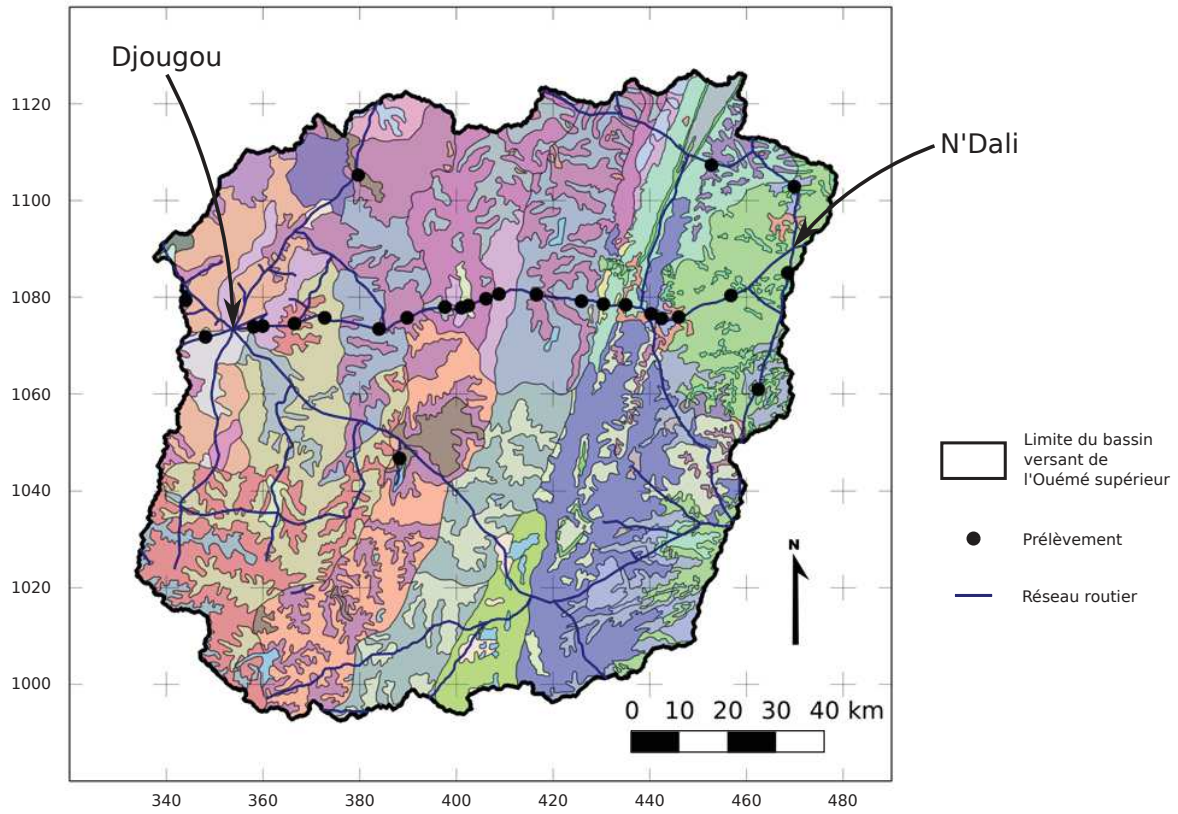 Djougou
N'Dali
1120
1100
1080
1060
1040
1020
1000
340 360 380 400 420 440 460 480
N
0 10 20 30 40 km
Limite du bassin
versant de
l'Ouémé supérieur
Prélèvement
Réseau routier